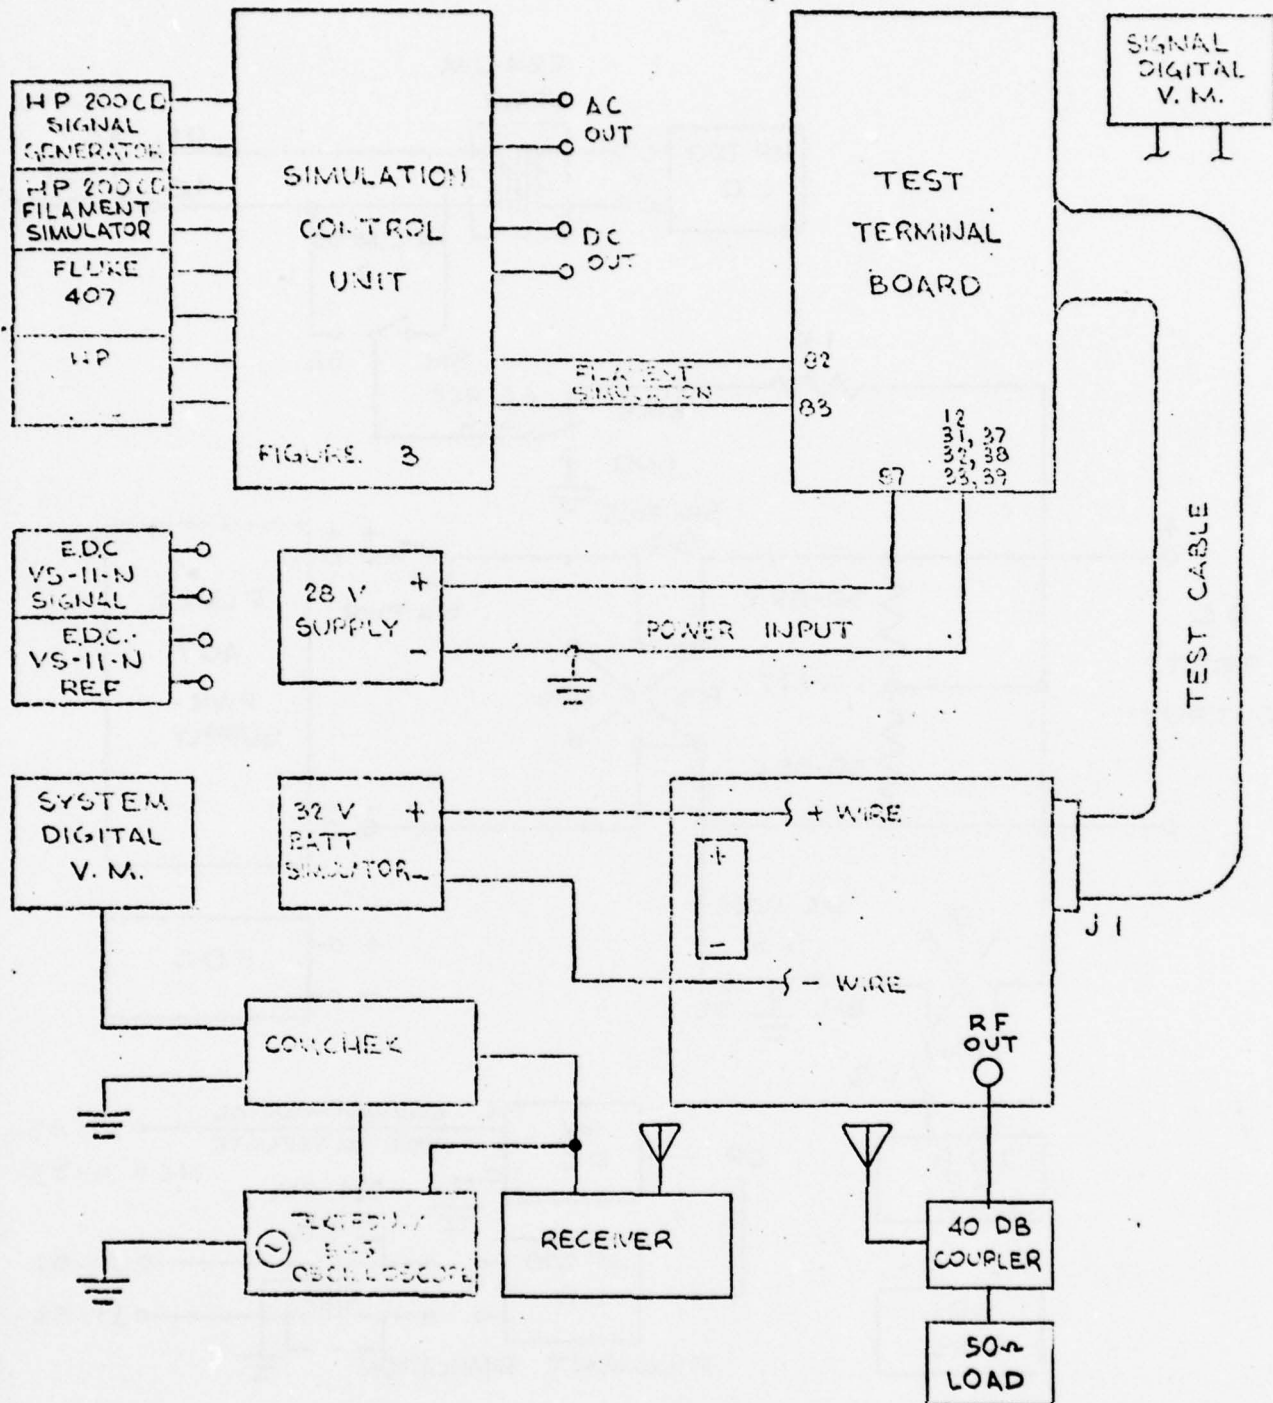 HP 200CD
SIGNAL
GENERATOR
HP 200CD
FILAMENT
SIMULATOR
FLUKE
407
HP
SIMULATION
CONTROL
UNIT
FIGURE. 3
AC
OUT
DC
OUT
FILAMENT
SIMULATION
TEST
TERMINAL
BOARD
82
83
87
12
31, 37
32, 38
33, 39
SIGNAL
DIGITAL
V. M.
TEST CABLE
E.D.C
VS-11-N
SIGNAL
E.D.C.
VS-11-N
REF
28 V
SUPPLY
+
-
POWER INPUT
SYSTEM
DIGITAL
V. M.
32 V
BATT
SIMULATOR
+
-
+ WIRE
+
-
- WIRE
J 1
RF
OUT
COMCHEK
OSCILLOSCOPE
RECEIVER
40 DB
COUPLER
50Ω
LOAD